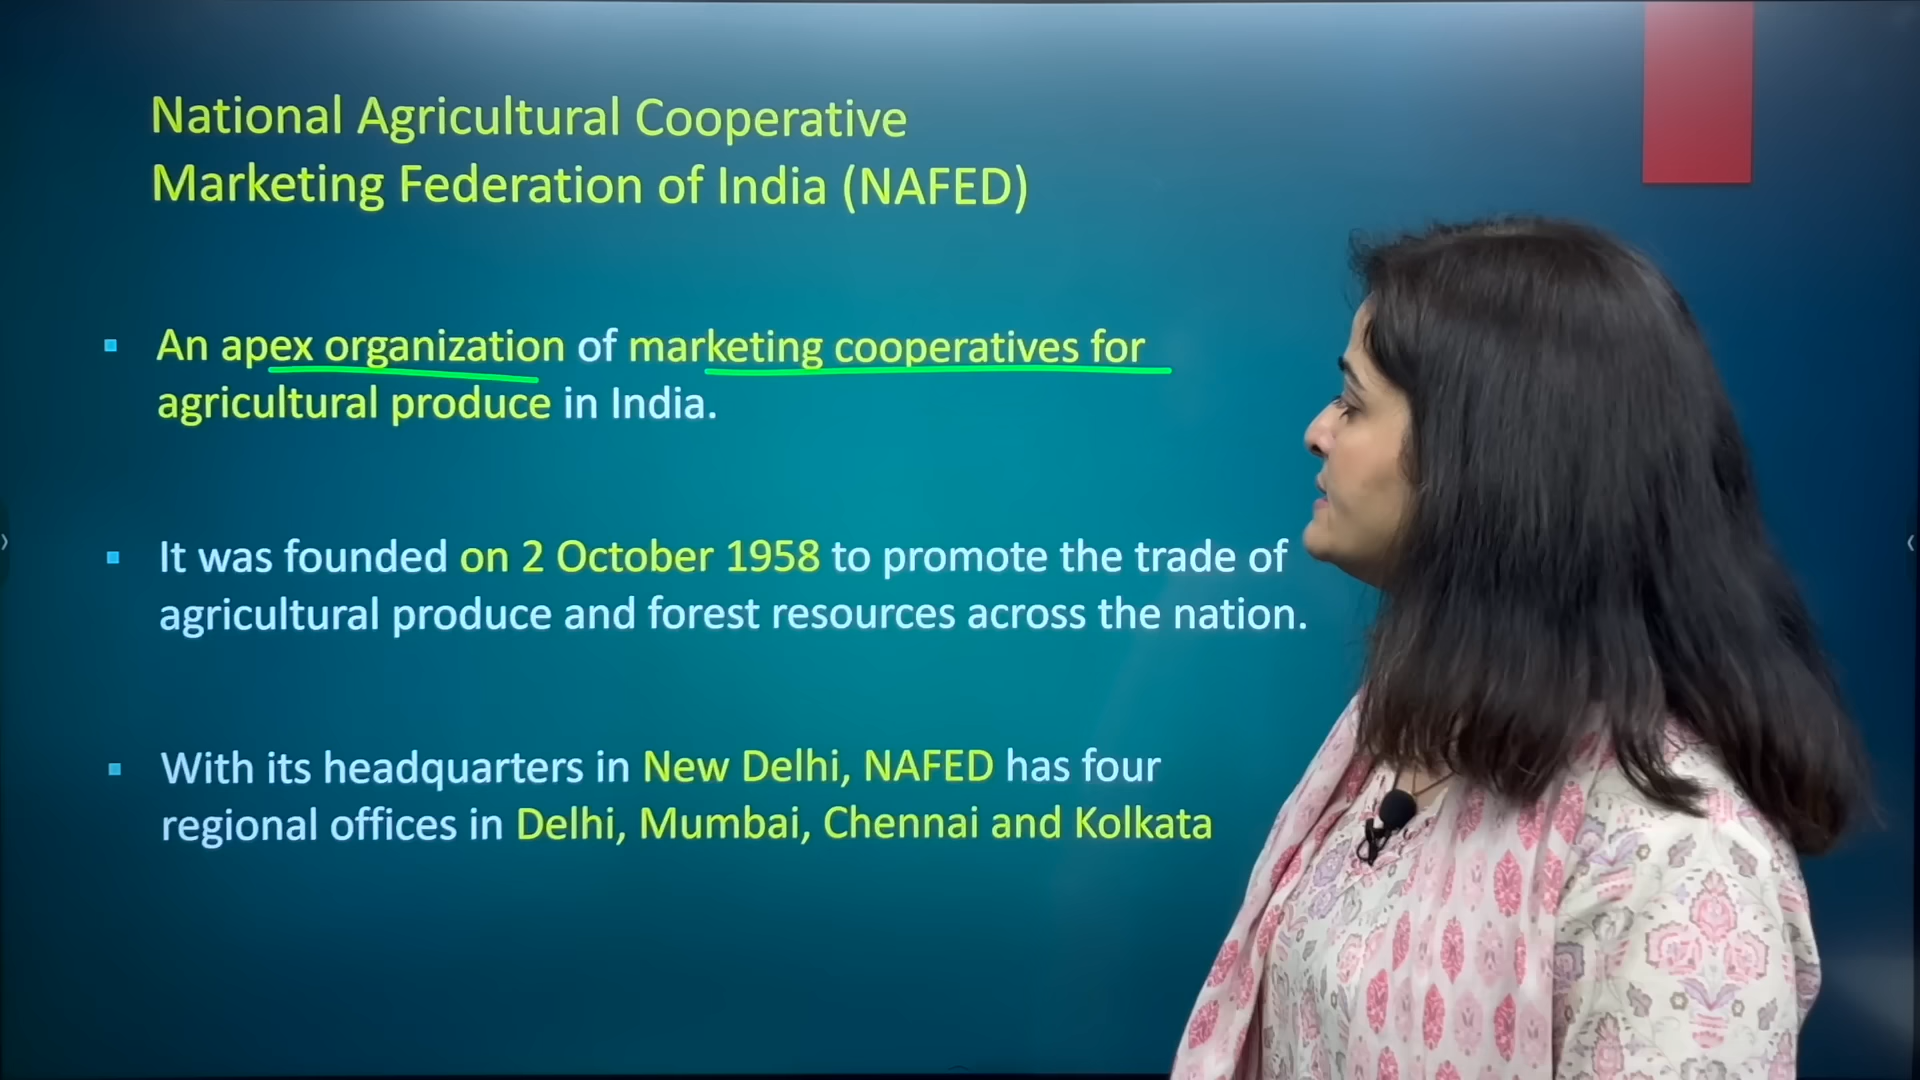 National Agricultural Cooperative
Marketing Federation of India (NAFED)
An apex organization of marketing cooperatives for
agricultural produce in India.
It was founded on 2 October 1958 to promote the trade of
agricultural produce and forest resources across the nation.
With its headquarters in New Delhi, NAFED has four
regional offices in Delhi, Mumbai, Chennai and Kolkata